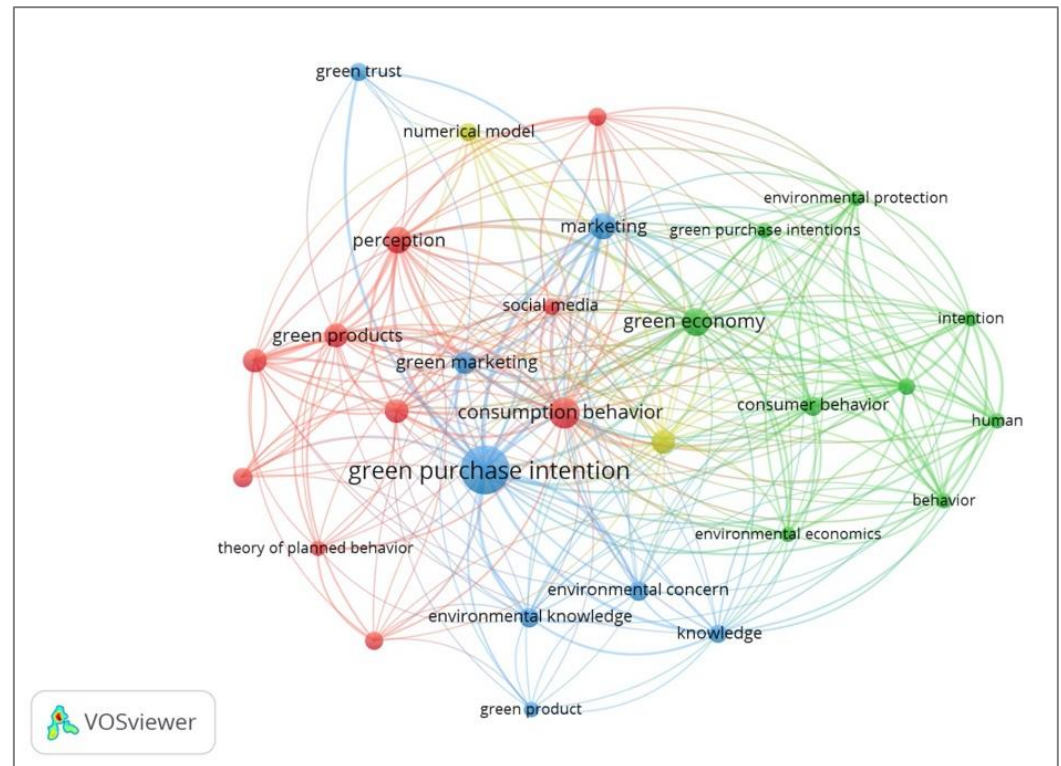 green trust
numerical model
environmental protection
marketing
green purchase intentions
perception
social media
green economy
intention
green products
green marketing
consumer behavior
consumption behavior
human
green purchase intention
behavior
environmental economics
theory of planned behavior
environmental concern
environmental knowledge
knowledge
green product
VOSviewer